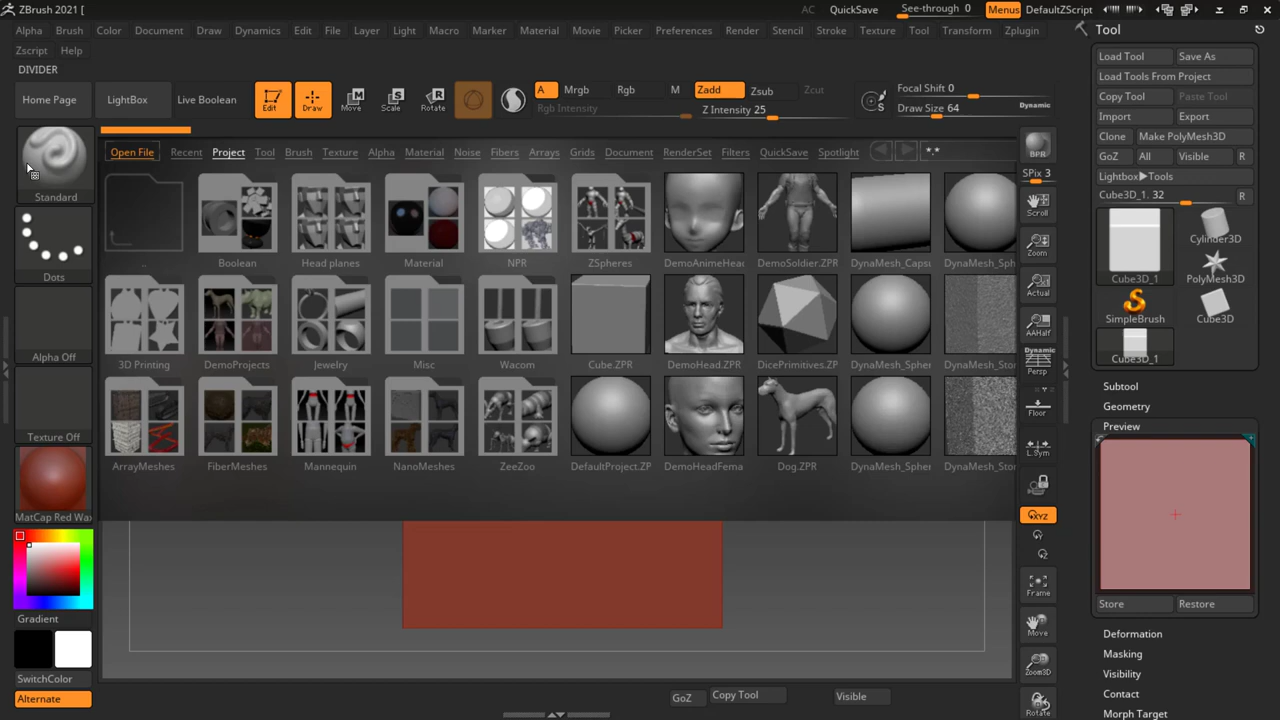 ZBrush 2021 [
AC QuickSave See-through 0 Menus DefaultZScript
Alpha Brush Color Document Draw Dynamics Edit File Layer Light Macro Marker Material Movie Picker Preferences Render Stencil Stroke Texture Tool Transform Zplugin
Zscript Help
DIVIDER
Home Page LightBox Live Boolean Edit Draw Move Scale Rotate
A Mrgb Rgb M Zadd Zsub Zcut
Rgb Intensity Z Intensity 25
Focal Shift 0
Draw Size 64 Dynamic
Open File Recent Project Tool Brush Texture Alpha Material Noise Fibers Arrays Grids Document RenderSet Filters QuickSave Spotlight *.*
Boolean Head planes Material NPR ZSpheres DemoAnimeHead DemoSoldier.ZPR DynaMesh_Caps DynaMesh_Sph
3D Printing DemoProjects Jewelry Misc Wacom Cube.ZPR DemoHead.ZPR DicePrimitives.ZP DynaMesh_Spher DynaMesh_Stor
ArrayMeshes FiberMeshes Mannequin NanoMeshes ZeeZoo DefaultProject.ZP DemoHeadFema Dog.ZPR DynaMesh_Spher DynaMesh_Stor
Standard
Dots
Alpha Off
Texture Off
MatCap Red Wax
Gradient
SwitchColor
Alternate
BPR
SPix 3
Scroll
Zoom
Actual
AAHalf
Dynamic
Persp
Floor
L.Sym
XYZ
Y
Z
Frame
Move
Zoom3D
Rotate
GoZ Copy Tool Visible
Tool
Load Tool Save As
Load Tools From Project
Copy Tool Paste Tool
Import Export
Clone Make PolyMesh3D
GoZ All Visible R
Lightbox▶Tools
Cube3D_1. 32 R
Cube3D_1 Cylinder3D
PolyMesh3D
SimpleBrush Cube3D
Cube3D_1
Subtool
Geometry
Preview
Store Restore
Deformation
Masking
Visibility
Contact
Morph Target